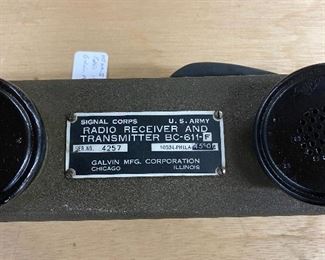 SIGNAL CORPS U. S. ARMY
RADIO RECEIVER AND
TRANSMITTER BC-611-F
SER. NO. 4257
GALVIN MFG. CORPORATION
CHICAGO ILLINOIS